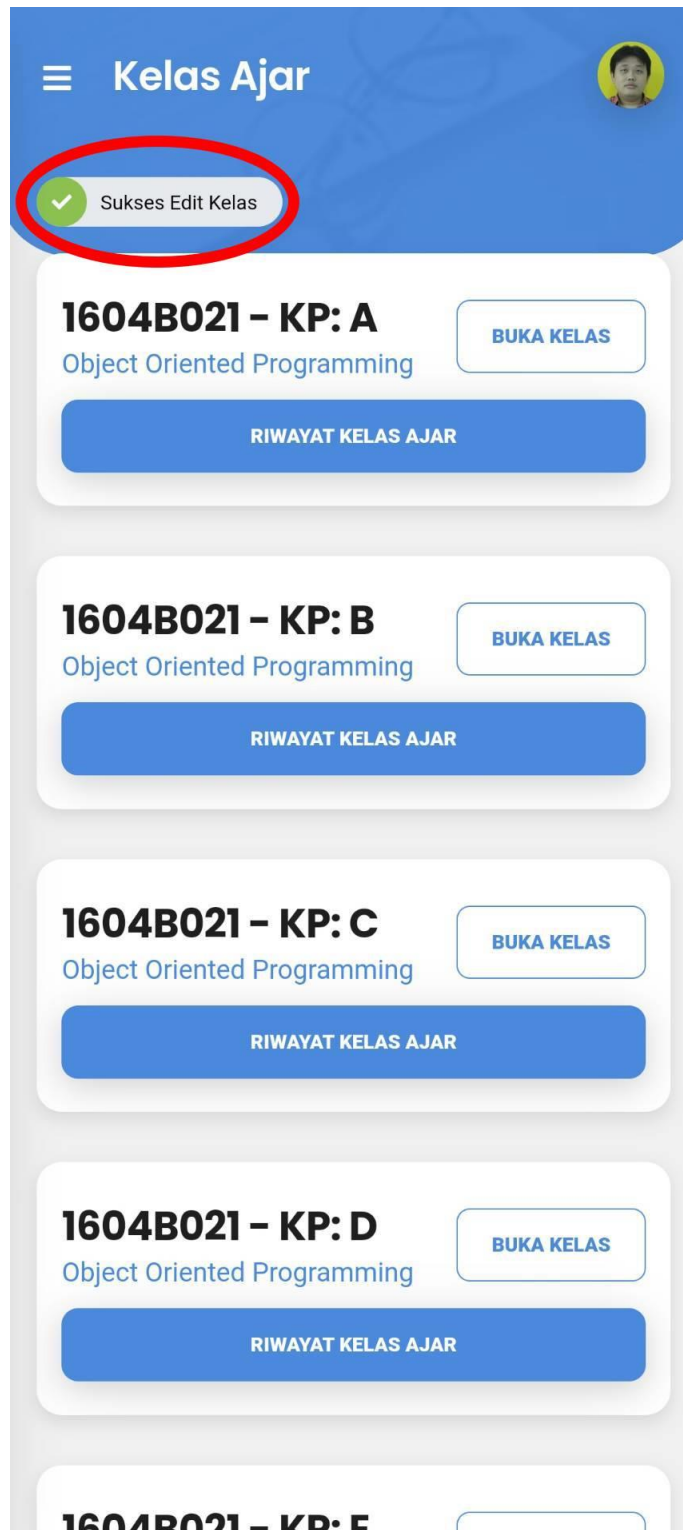 Kelas Ajar
Sukses Edit Kelas
1604B021 - KP: A
Object Oriented Programming
BUKA KELAS
RIWAYAT KELAS AJAR
1604B021 - KP: B
Object Oriented Programming
BUKA KELAS
RIWAYAT KELAS AJAR
1604B021 - KP: C
Object Oriented Programming
BUKA KELAS
RIWAYAT KELAS AJAR
1604B021 - KP: D
Object Oriented Programming
BUKA KELAS
RIWAYAT KELAS AJAR
1604B021 - KP: